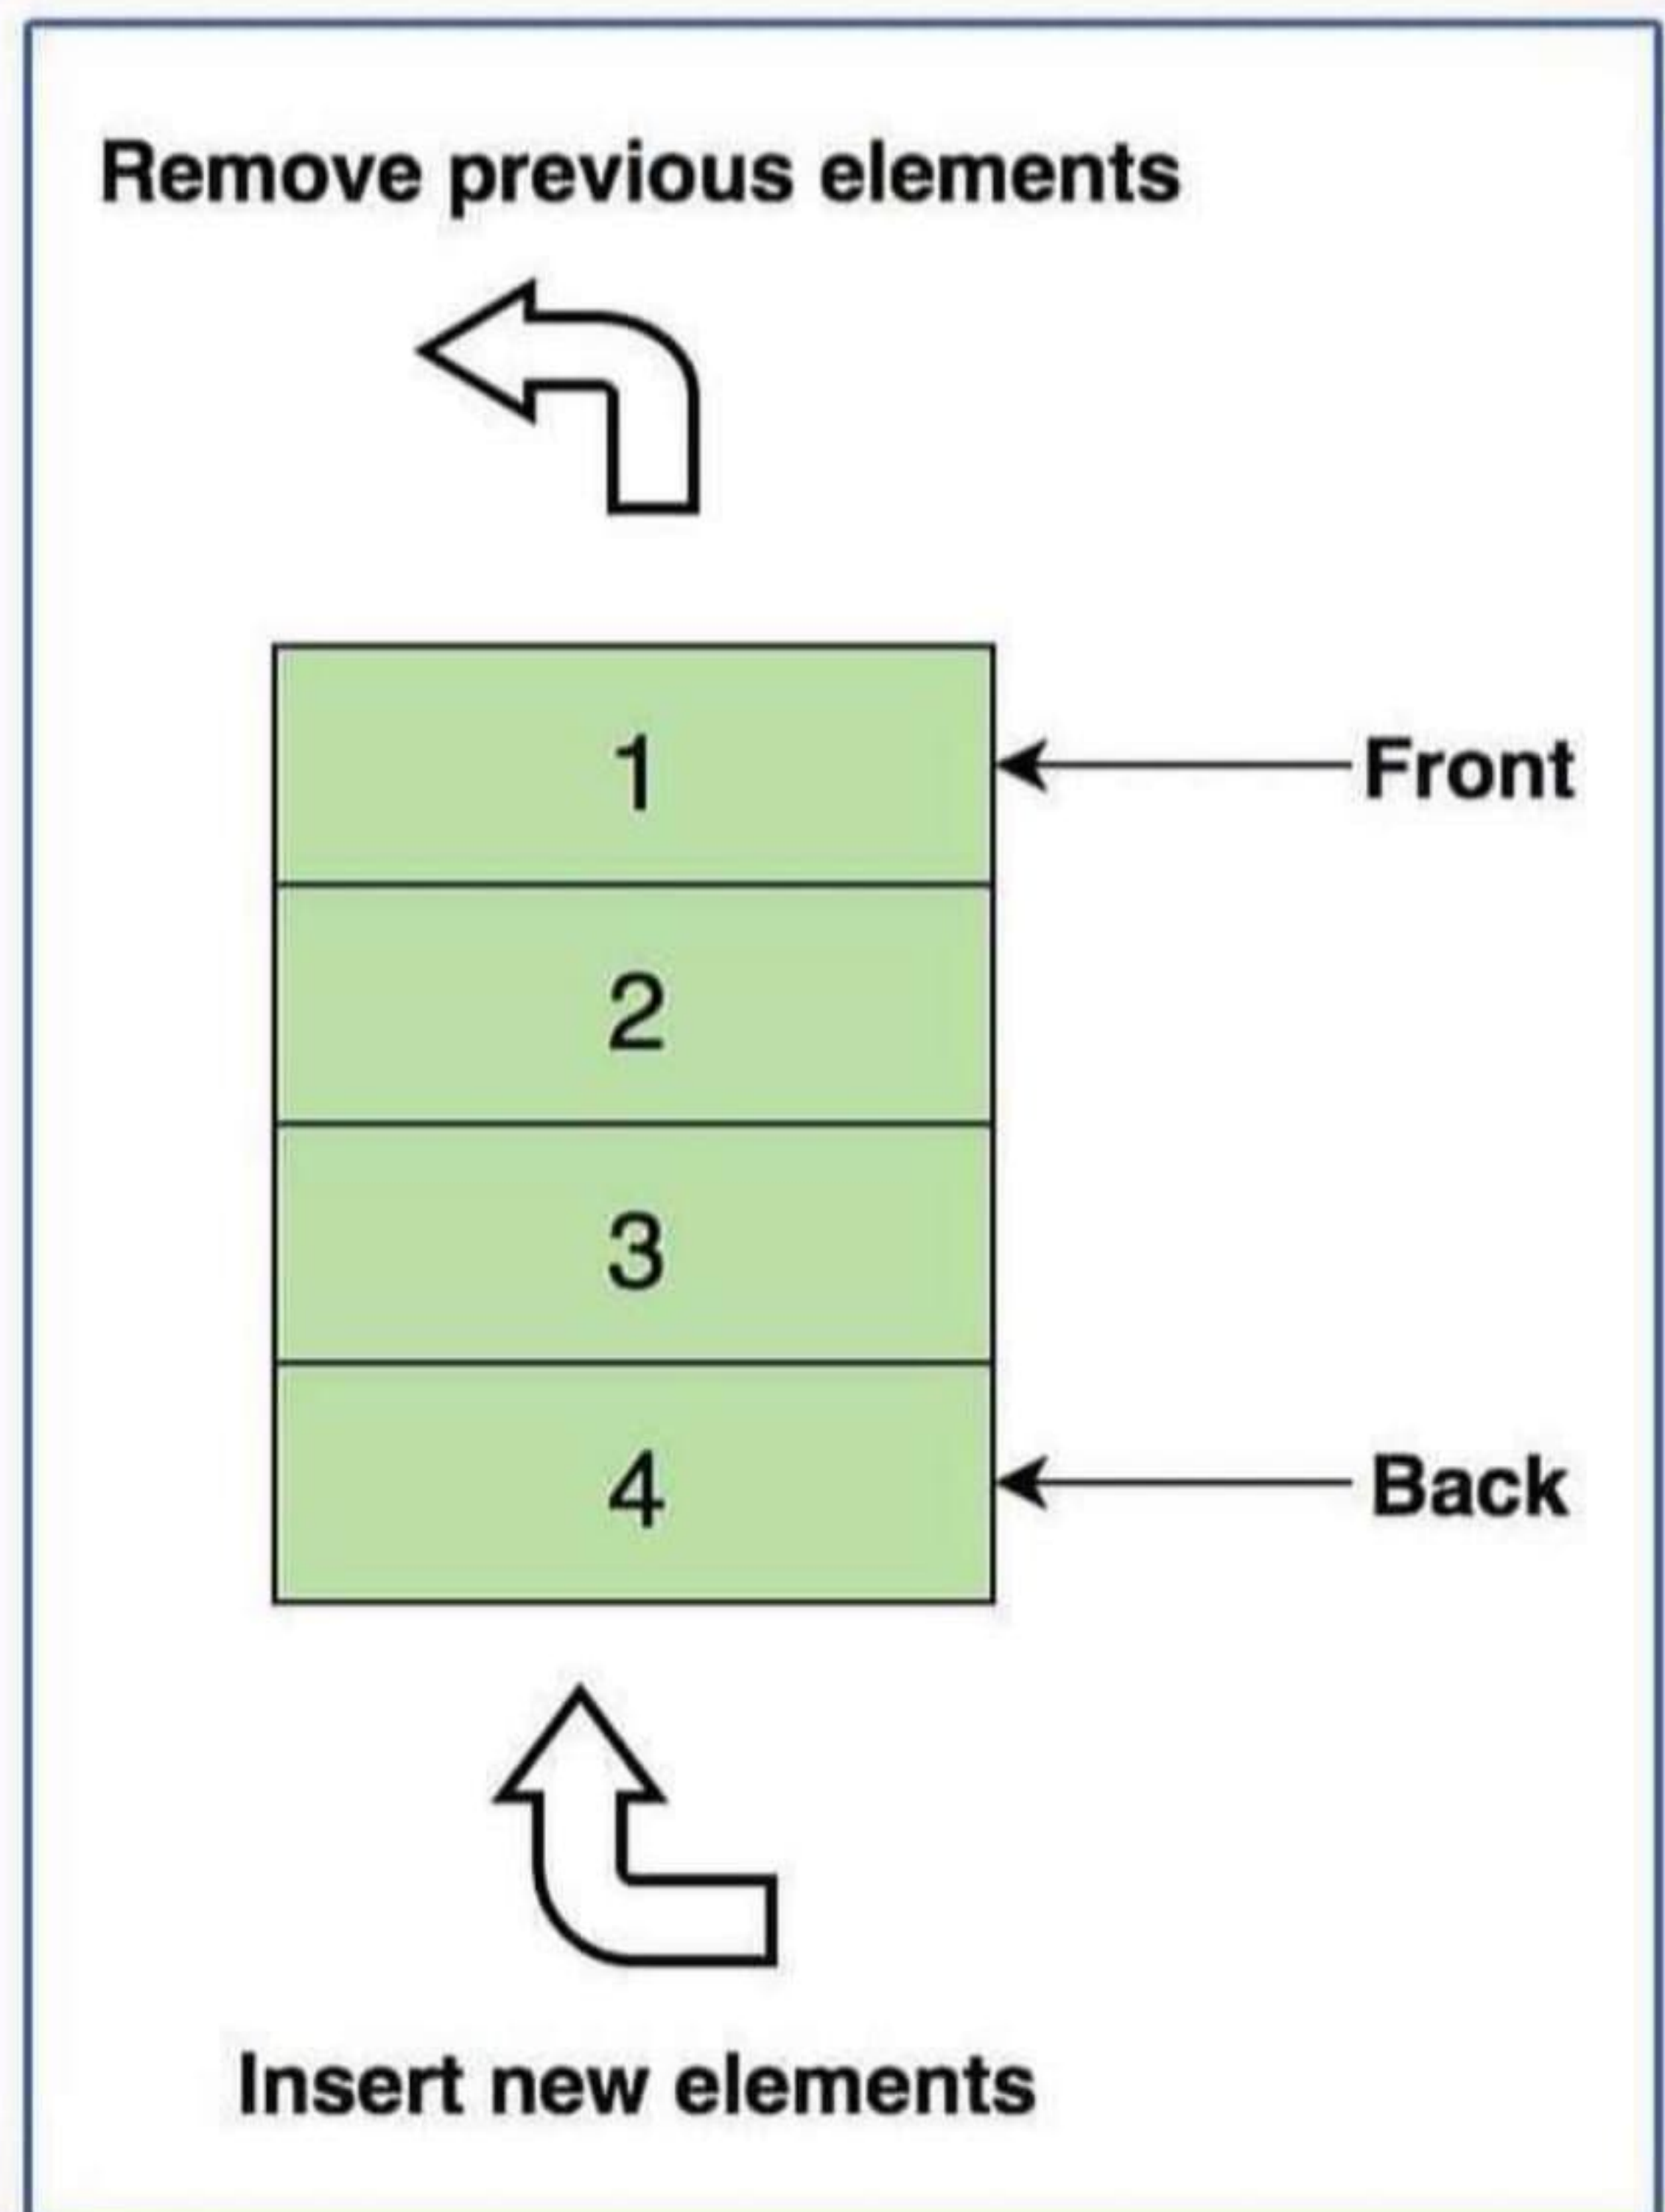 Remove previous elements
1
Front
2
3
4
Back
Insert new elements